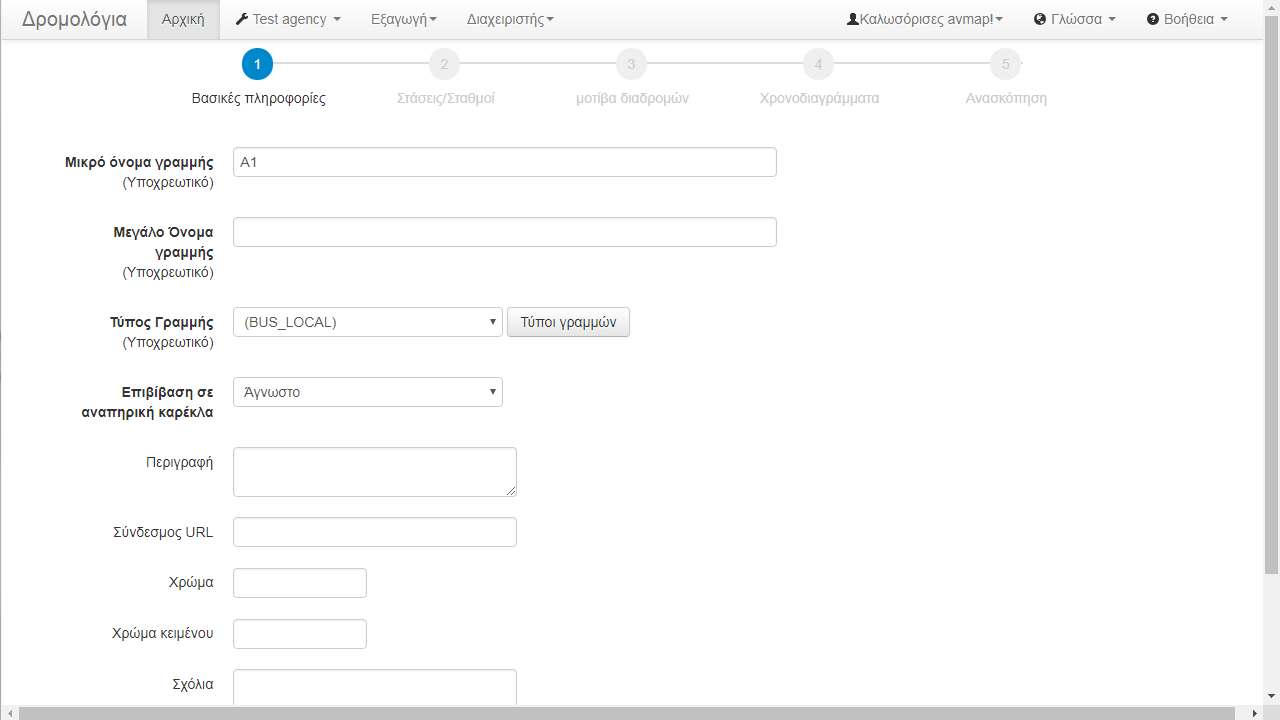 Δρομολόγια Αρχική Test agency Εξαγωγή Διαχειριστής Καλωσόρισες avmap! Γλώσσα Βοήθεια
1 2 3 4 5
Βασικές πληροφορίες Στάσεις/Σταθμοί μοτίβα διαδρομών Χρονοδιαγράμματα Ανασκόπηση
Μικρό όνομα γραμμής A1
(Υποχρεωτικό)
Μεγάλο Όνομα
γραμμής
(Υποχρεωτικό)
Τύπος Γραμμής (BUS_LOCAL) Τύποι γραμμών
(Υποχρεωτικό)
Επιβίβαση σε Άγνωστο
αναπηρική καρέκλα
Περιγραφή
Σύνδεσμος URL
Χρώμα
Χρώμα κειμένου
Σχόλια